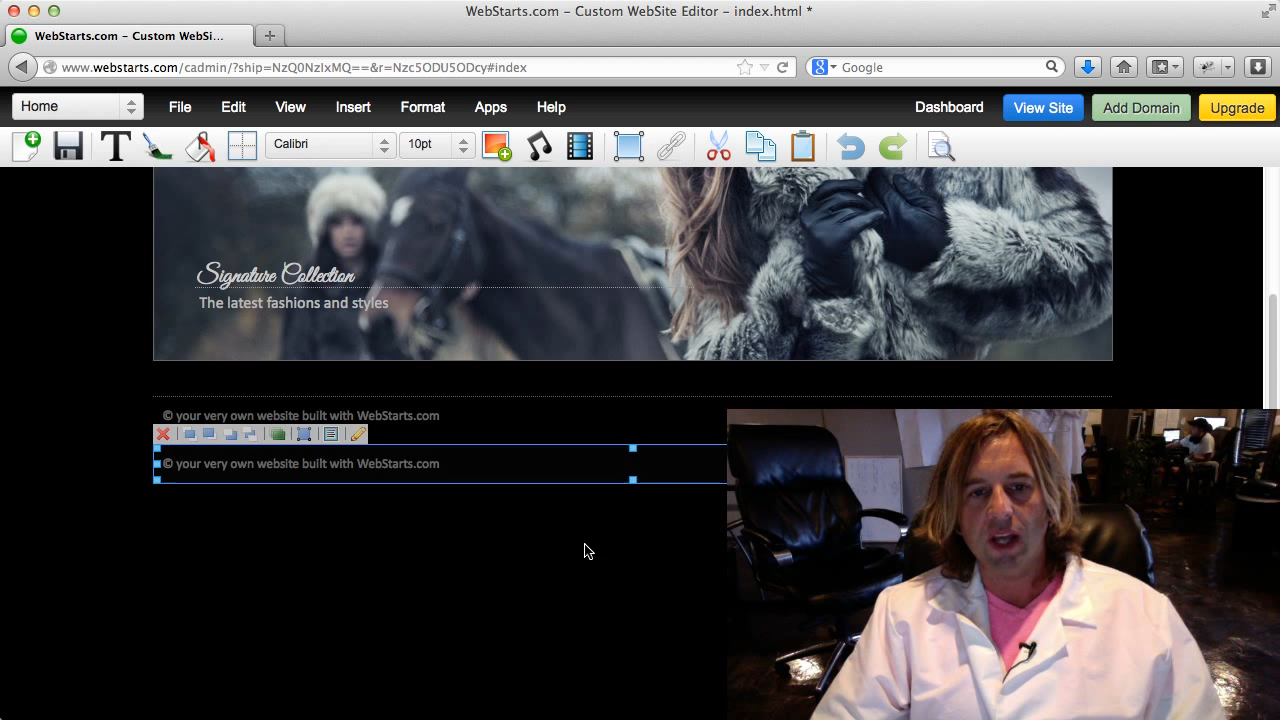 WebStarts.com – Custom WebSite Editor – index.html *
WebStarts.com – Custom WebSi...
www.webstarts.com/cadmin/?ship=NzQ0NzIxMQ==&r=Nzc5ODU5ODcy#index
Google
Home File Edit View Insert Format Apps Help Dashboard View Site Add Domain Upgrade
Calibri 10pt
Signature Collection
The latest fashions and styles
© your very own website built with WebStarts.com
© your very own website built with WebStarts.com